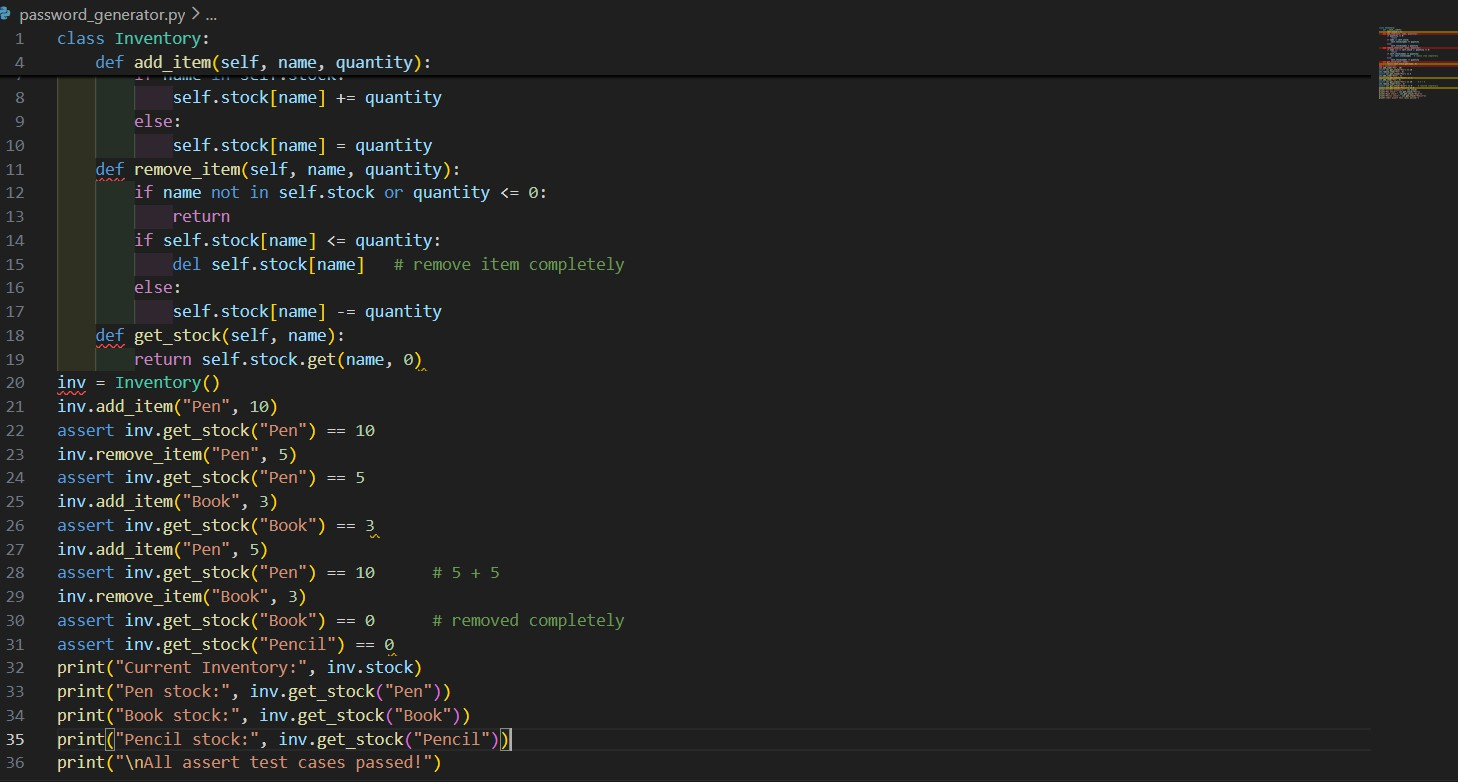 password_generator.py > ...
1 class Inventory:
4     def add_item(self, name, quantity):
7         if name in self.stock:
8             self.stock[name] += quantity
9         else:
10             self.stock[name] = quantity
11     def remove_item(self, name, quantity):
12         if name not in self.stock or quantity <= 0:
13             return
14         if self.stock[name] <= quantity:
15             del self.stock[name]   # remove item completely
16         else:
17             self.stock[name] -= quantity
18     def get_stock(self, name):
19         return self.stock.get(name, 0)
20 inv = Inventory()
21 inv.add_item("Pen", 10)
22 assert inv.get_stock("Pen") == 10
23 inv.remove_item("Pen", 5)
24 assert inv.get_stock("Pen") == 5
25 inv.add_item("Book", 3)
26 assert inv.get_stock("Book") == 3
27 inv.add_item("Pen", 5)
28 assert inv.get_stock("Pen") == 10      # 5 + 5
29 inv.remove_item("Book", 3)
30 assert inv.get_stock("Book") == 0      # removed completely
31 assert inv.get_stock("Pencil") == 0
32 print("Current Inventory:", inv.stock)
33 print("Pen stock:", inv.get_stock("Pen"))
34 print("Book stock:", inv.get_stock("Book"))
35 print("Pencil stock:", inv.get_stock("Pencil"))
36 print("\nAll assert test cases passed!")